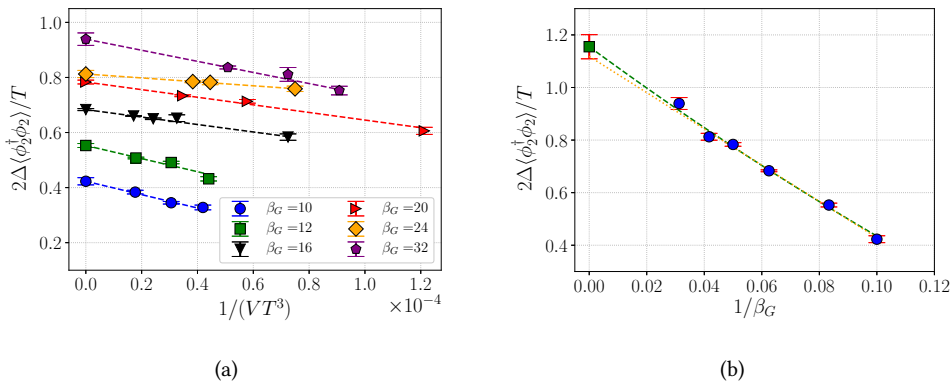 2Δ⟨ϕ₂†ϕ₂⟩/T
1.0
0.8
0.6
0.4
0.2
β_G =10
β_G =12
β_G =16
β_G =20
β_G =24
β_G =32
0.0 0.2 0.4 0.6 0.8 1.0 1.2
×10⁻⁴
1/(VT³)
(a)
2Δ⟨ϕ₂†ϕ₂⟩/T
1.2
1.0
0.8
0.6
0.4
0.00 0.02 0.04 0.06 0.08 0.10 0.12
1/β_G
(b)